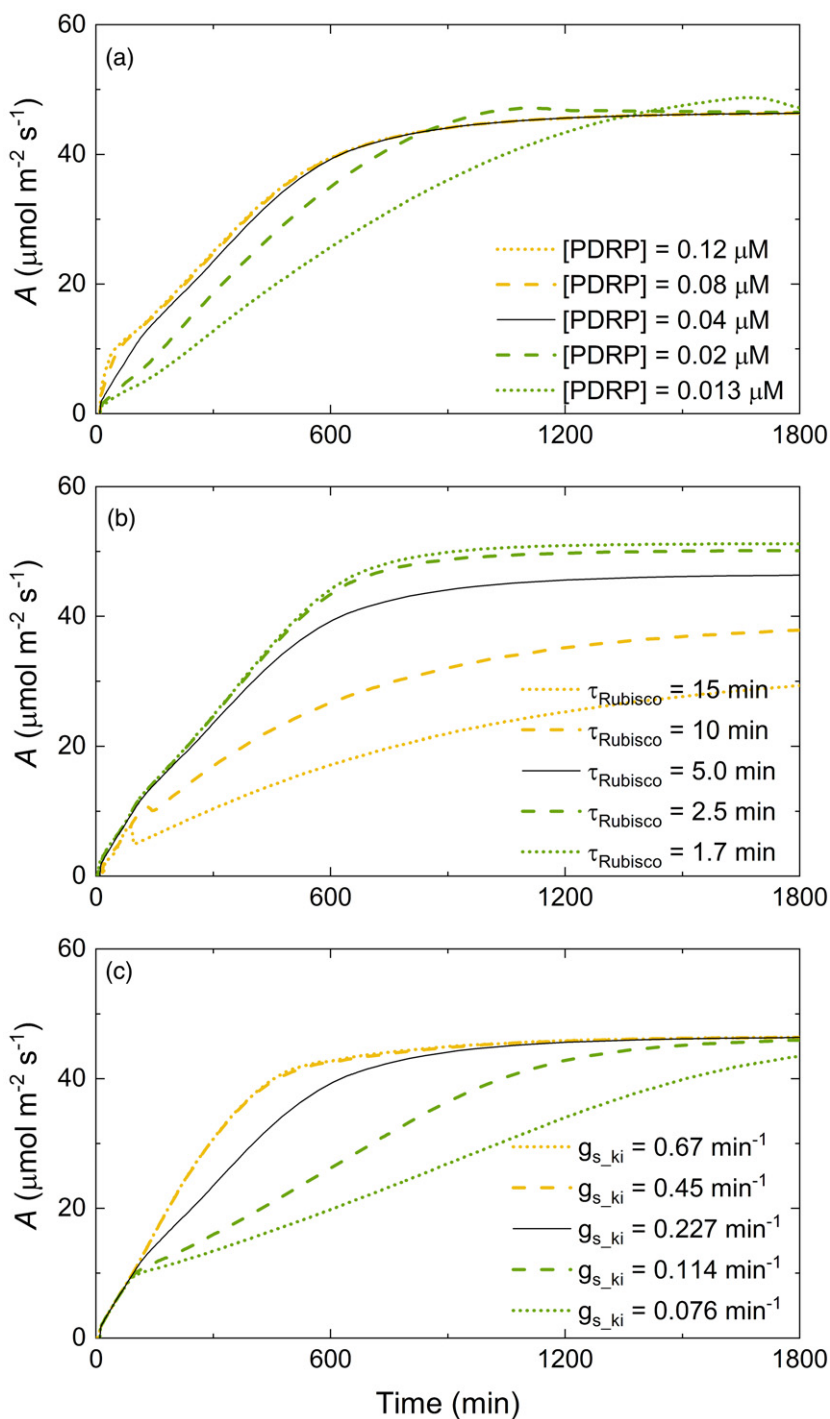 (a)
60
40
20
0
A (μmol m⁻² s⁻¹)
[PDRP] = 0.12 μM
[PDRP] = 0.08 μM
[PDRP] = 0.04 μM
[PDRP] = 0.02 μM
[PDRP] = 0.013 μM
0 600 1200 1800
(b)
60
40
20
0
A (μmol m⁻² s⁻¹)
τRubisco = 15 min
τRubisco = 10 min
τRubisco = 5.0 min
τRubisco = 2.5 min
τRubisco = 1.7 min
0 600 1200 1800
(c)
60
40
20
0
A (μmol m⁻² s⁻¹)
gs_ki = 0.67 min⁻¹
gs_ki = 0.45 min⁻¹
gs_ki = 0.227 min⁻¹
gs_ki = 0.114 min⁻¹
gs_ki = 0.076 min⁻¹
0 600 1200 1800
Time (min)